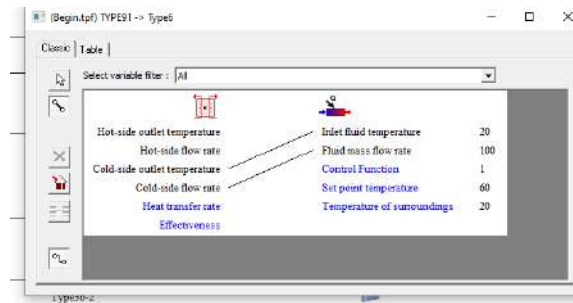 (Begin.tpf) TYPE91 -> Type6
Classic Table
Select variable filter : All
Hot-side outlet temperature Inlet fluid temperature 20
Hot-side flow rate Fluid mass flow rate 100
Cold-side outlet temperature Control Function 1
Cold-side flow rate Set point temperature 60
Heat transfer rate Temperature of surroundings 20
Effectiveness